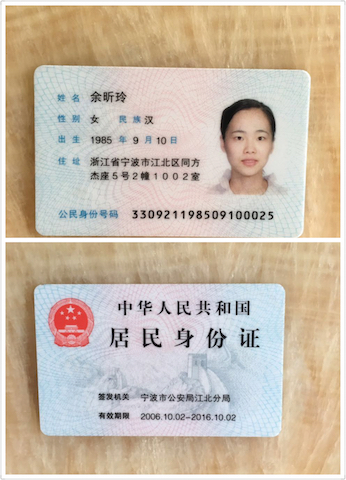 姓名 余昕玲
性别 女 民族 汉
出生 1985 年 9 月 10 日
住址 浙江省宁波市江北区同方
杰座5号2幢1002室
公民身份号码 330921198509100025
中华人民共和国
居民身份证
签发机关 宁波市公安局江北分局
有效期限 2006.10.02-2016.10.02